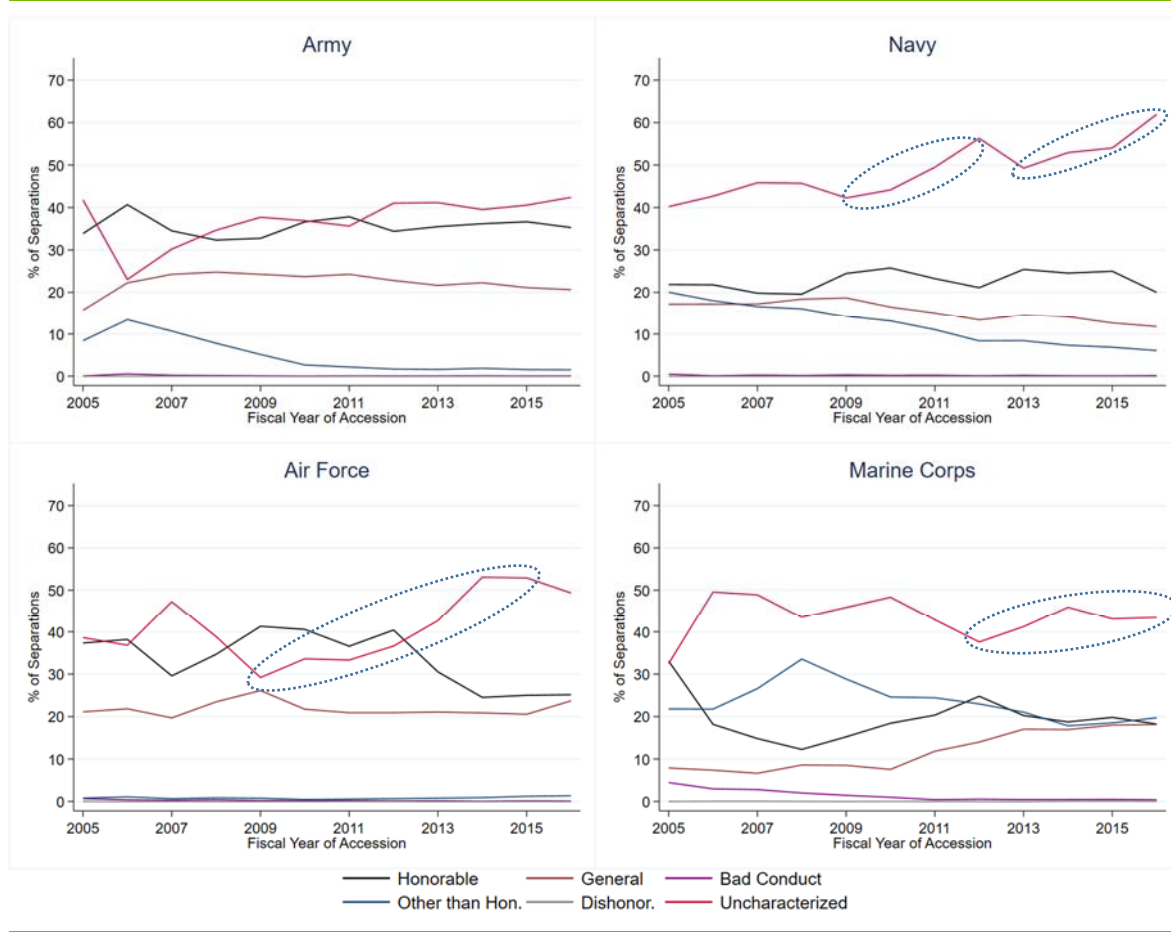 Army
% of Separations
70
60
50
40
30
20
10
0
2005 2007 2009 2011 2013 2015
Fiscal Year of Accession
Navy
% of Separations
70
60
50
40
30
20
10
0
2005 2007 2009 2011 2013 2015
Fiscal Year of Accession
Air Force
% of Separations
70
60
50
40
30
20
10
0
2005 2007 2009 2011 2013 2015
Fiscal Year of Accession
Marine Corps
% of Separations
70
60
50
40
30
20
10
0
2005 2007 2009 2011 2013 2015
Fiscal Year of Accession
Honorable General Bad Conduct
Other than Hon. Dishonor. Uncharacterized